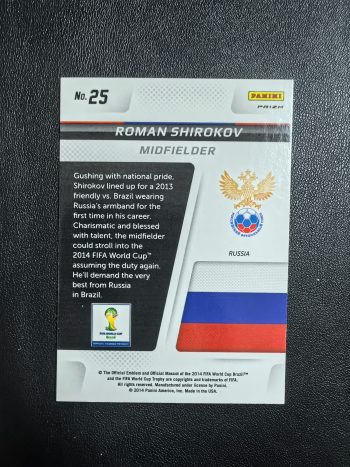 No. 25
PANINI
PRIZM
ROMAN SHIROKOV
MIDFIELDER
Gushing with national pride,
Shirokov lined up for a 2013
friendly vs. Brazil wearing
Russia's armband for the
first time in his career.
Charismatic and blessed
with talent, the midfielder
could stroll into the
2014 FIFA World Cup™
assuming the duty again.
He'll demand the very
best from Russia
in Brazil.
RUSSIA
FIFA WORLD CUP
Brasil
© The Official Emblem and Official Mascot of the 2014 FIFA World Cup Brazil™
and the FIFA World Cup Trophy are copyrights and trademarks of FIFA.
All rights reserved. Manufactured under license by Panini.
© 2014 Panini America, Inc. Made in the USA.